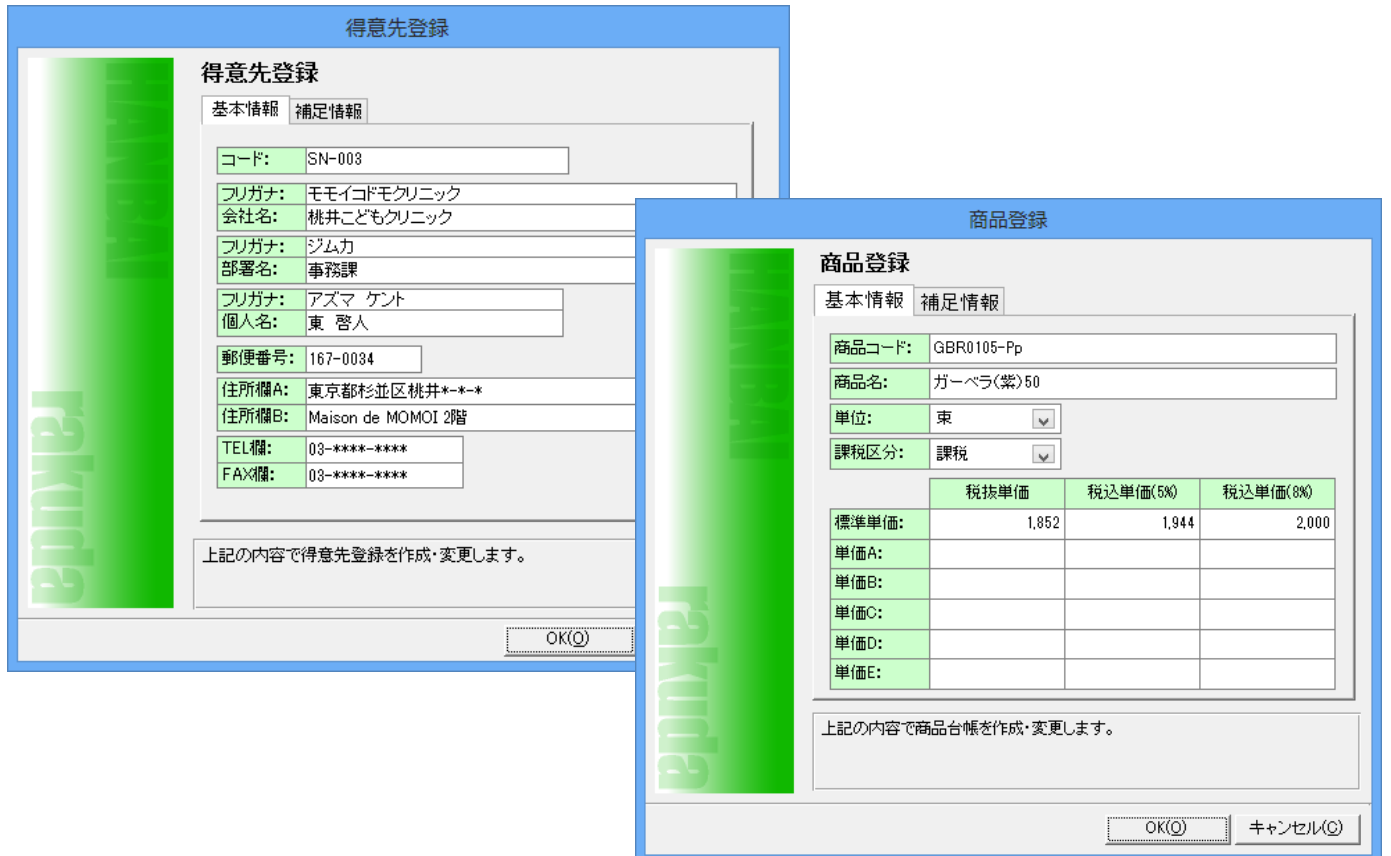 得意先登録
得意先登録
基本情報 補足情報
コード: SN-003
フリガナ: モモイコドモクリニック
会社名: 桃井こどもクリニック
フリガナ: ジムカ
部署名: 事務課
フリガナ: アズマ ケント
個人名: 東 啓人
郵便番号: 167-0034
住所欄A: 東京都杉並区桃井*-*-*
住所欄B: Maison de MOMOI 2階
TEL欄: 03-****-****
FAX欄: 03-****-****
上記の内容で得意先登録を作成・変更します。
OK(O)
HANBAI
rakuda
商品登録
商品登録
基本情報 補足情報
商品コード: GBR0105-Pp
商品名: ガーベラ(紫)50
単位: 束
課税区分: 課税
税抜単価 税込単価(5%) 税込単価(8%)
標準単価: 1,852 1,944 2,000
単価A:
単価B:
単価C:
単価D:
単価E:
上記の内容で商品台帳を作成・変更します。
OK(O) キャンセル(C)
HANBAI
rakuda